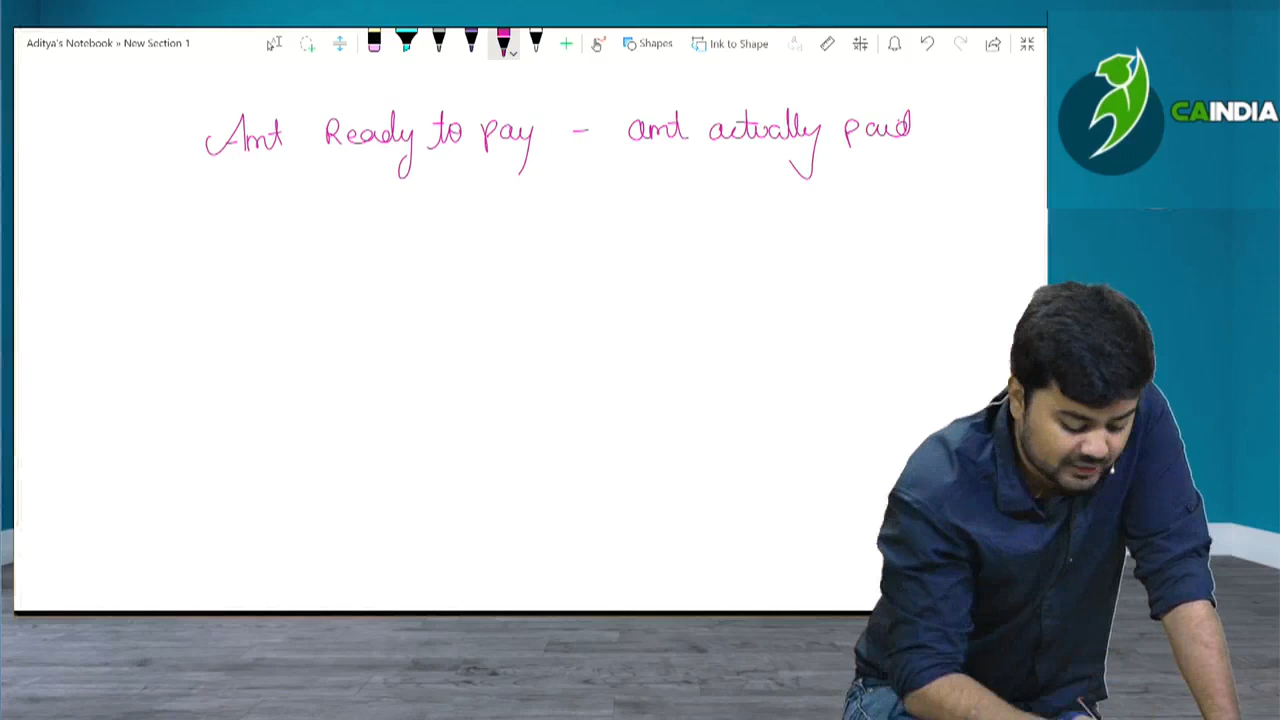 Aditya's Notebook » New Section 1
Shapes
Ink to Shape
CAINDIA
Amt Ready to pay - amt actually paid